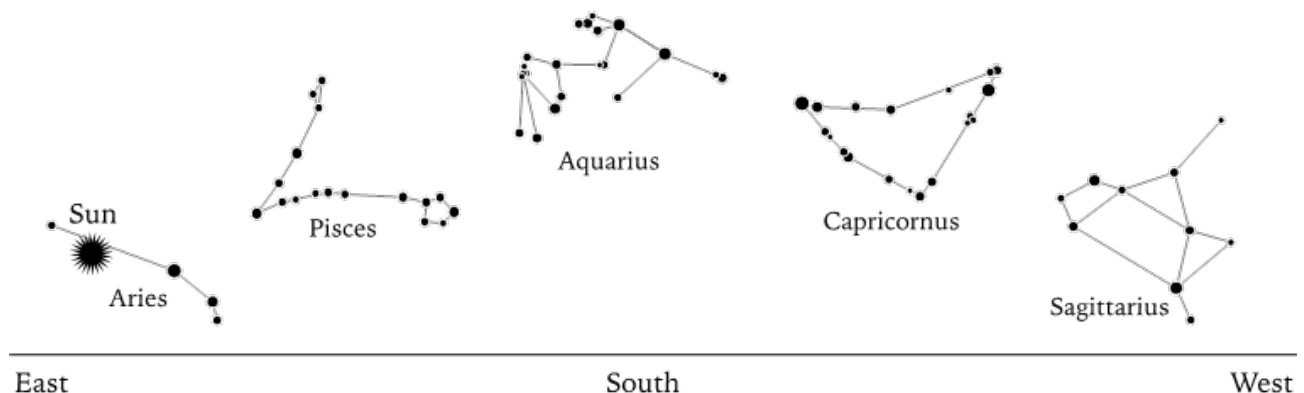 Aquarius
Sun
Pisces
Capricornus
Aries
Sagittarius
East
South
West